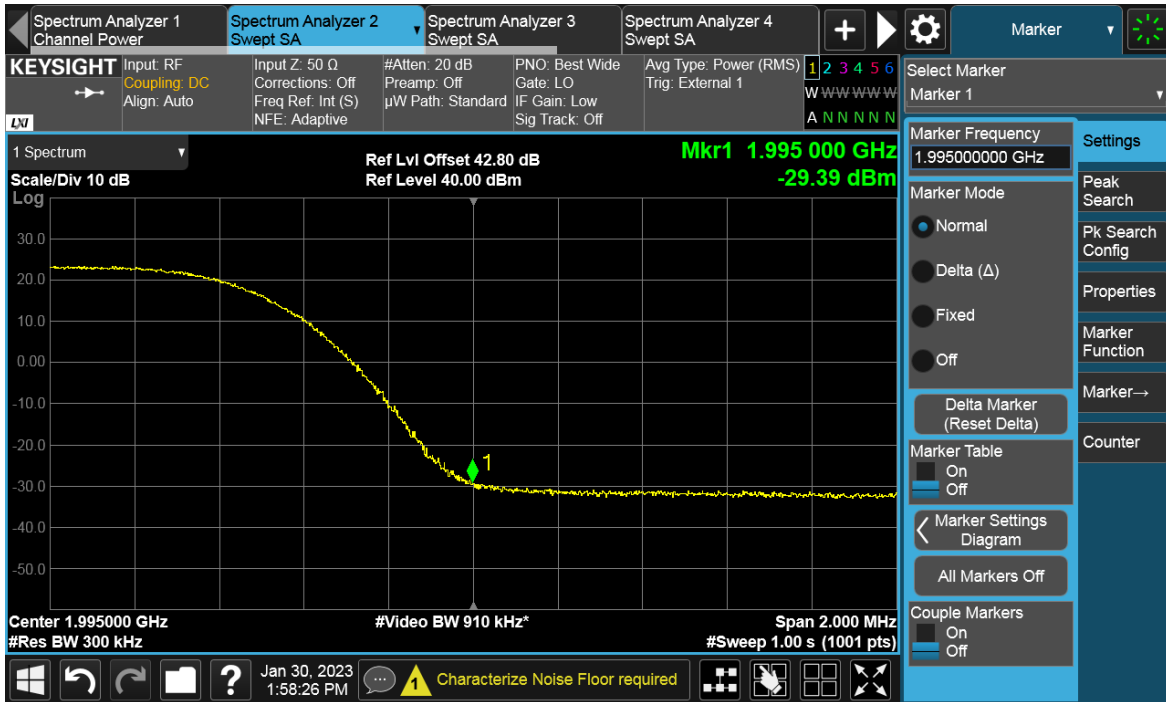 Spectrum Analyzer 1
Channel Power
Spectrum Analyzer 2
Swept SA
Spectrum Analyzer 3
Swept SA
Spectrum Analyzer 4
Swept SA
+
Marker
KEYSIGHT
LXI
Input: RF
Coupling: DC
Align: Auto
Input Z: 50 Ω
Corrections: Off
Freq Ref: Int (S)
NFE: Adaptive
#Atten: 20 dB
Preamp: Off
µW Path: Standard
PNO: Best Wide
Gate: LO
IF Gain: Low
Sig Track: Off
Avg Type: Power (RMS)
Trig: External 1
1 2 3 4 5 6
W W W W W W
A N N N N N
Select Marker
Marker 1
1 Spectrum
Scale/Div 10 dB
Log
Ref Lvl Offset 42.80 dB
Ref Level 40.00 dBm
Mkr1 1.995 000 GHz
-29.39 dBm
30.0
20.0
10.0
0.00
-10.0
-20.0
-30.0
-40.0
-50.0
1
Center 1.995000 GHz
#Res BW 300 kHz
#Video BW 910 kHz*
Span 2.000 MHz
#Sweep 1.00 s (1001 pts)
Marker Frequency
1.995000000 GHz
Marker Mode
Normal
Delta (Δ)
Fixed
Off
Delta Marker
(Reset Delta)
Marker Table
On
Off
Marker Settings
Diagram
All Markers Off
Couple Markers
On
Off
Settings
Peak
Search
Pk Search
Config
Properties
Marker
Function
Marker→
Counter
?
Jan 30, 2023
1:58:26 PM
1
Characterize Noise Floor required